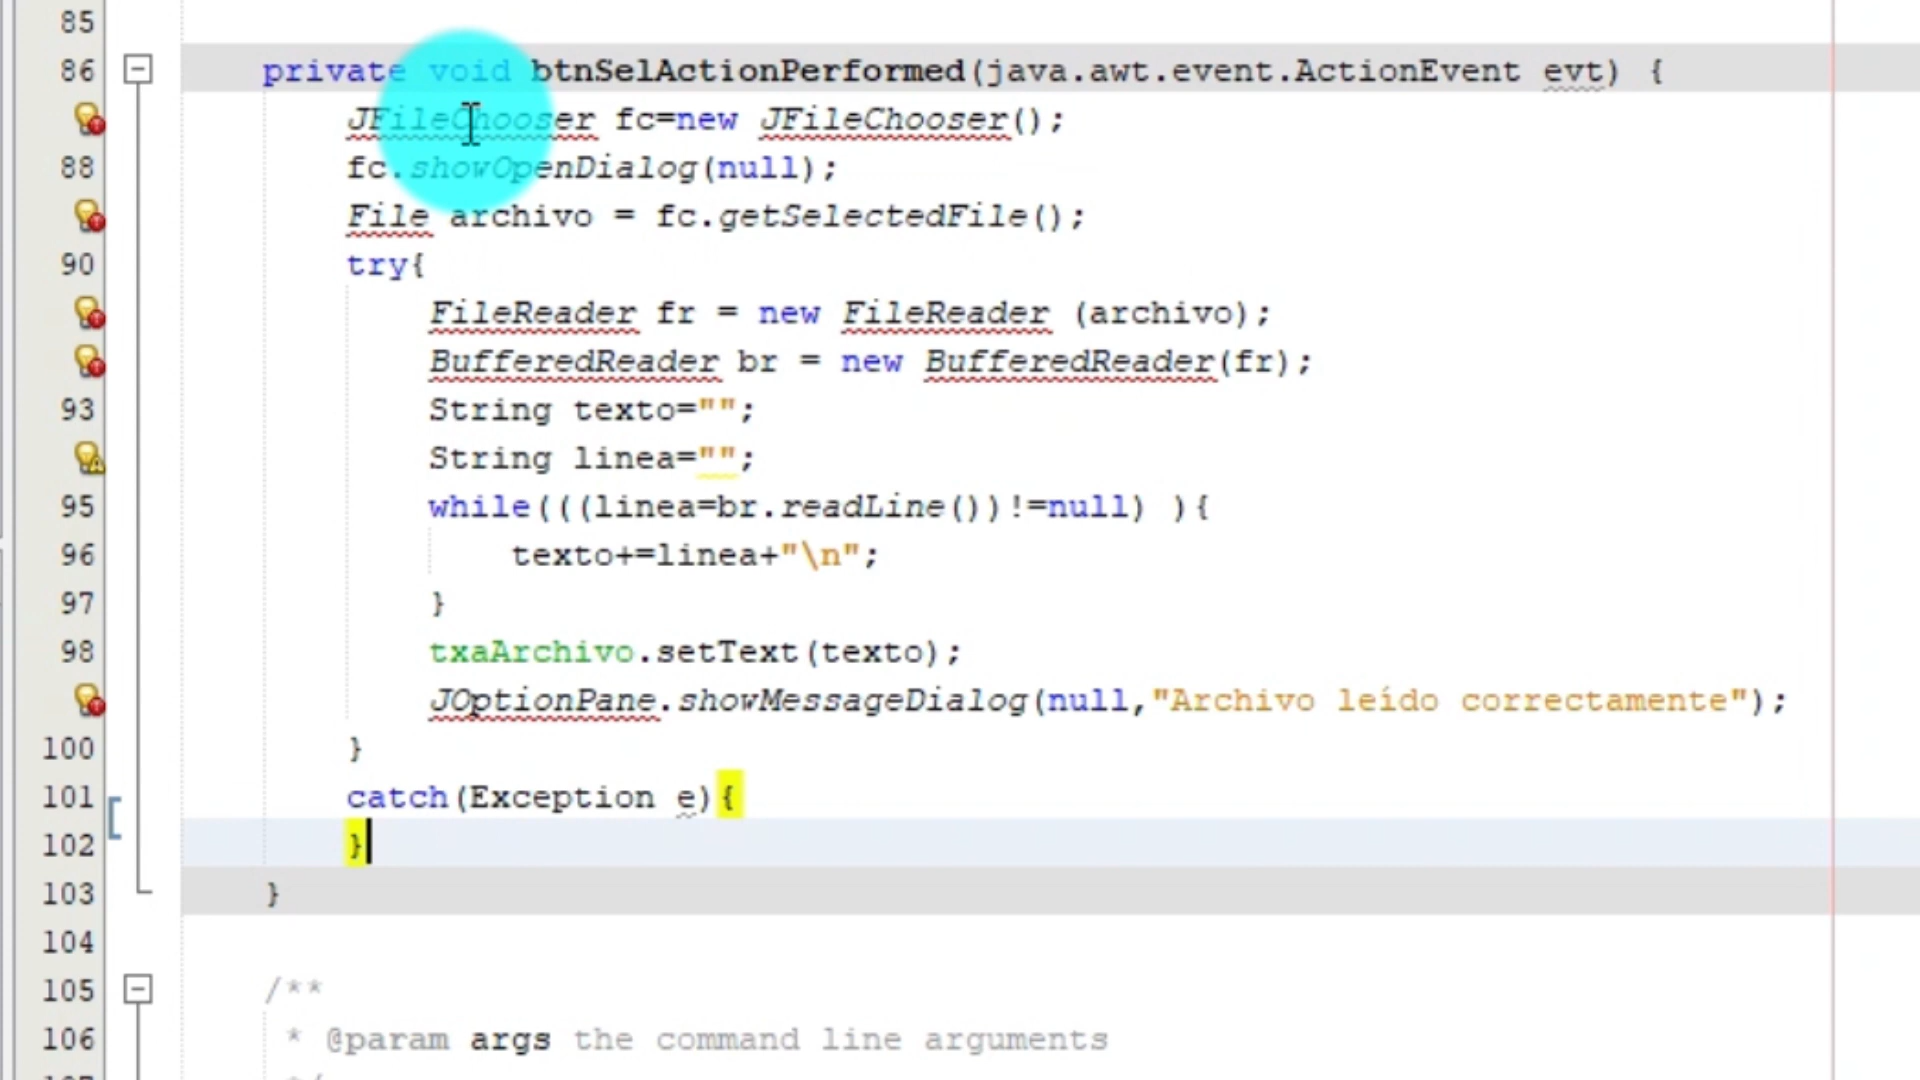 85
86 private void btnSelActionPerformed(java.awt.event.ActionEvent evt) {
JFileChooser fc=new JFileChooser();
88 fc.showOpenDialog(null);
File archivo = fc.getSelectedFile();
90 try{
FileReader fr = new FileReader (archivo);
BufferedReader br = new BufferedReader(fr);
93 String texto="";
String linea="";
95 while(((linea=br.readLine())!=null) ){
96 texto+=linea+"\n";
97 }
98 txaArchivo.setText(texto);
JOptionPane.showMessageDialog(null,"Archivo leído correctamente");
100 }
101 catch(Exception e){
102 }
103 }
104
105 /**
106 * @param args the command line arguments
*/